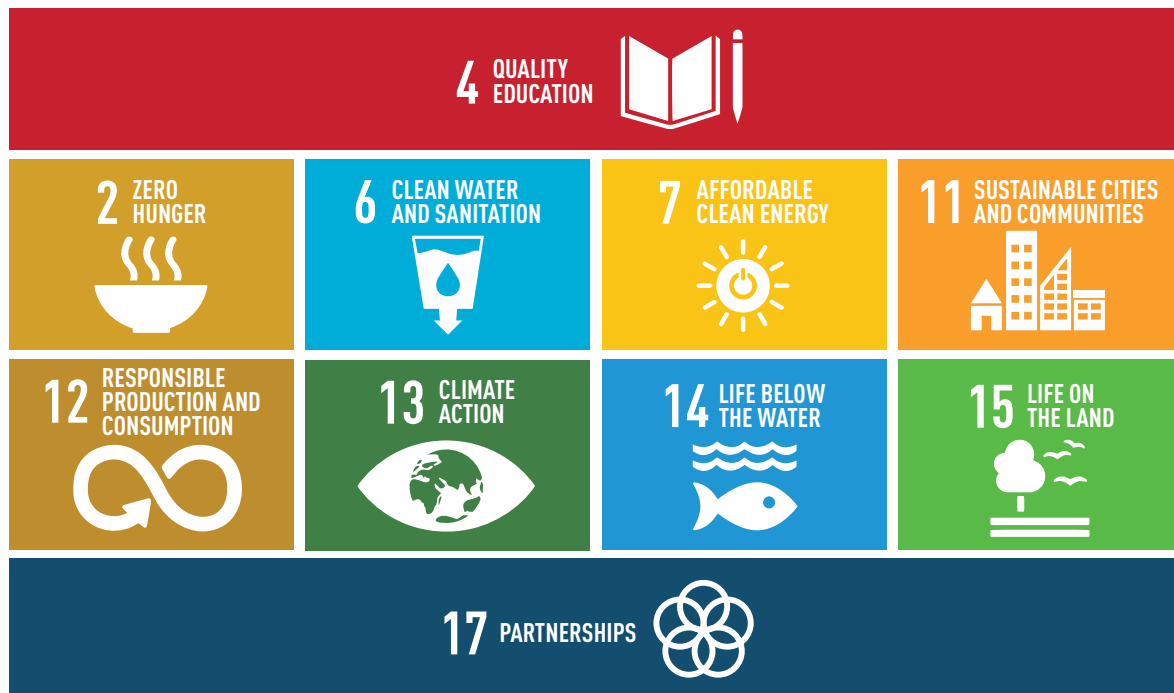 4 QUALITY
EDUCATION
2 ZERO
HUNGER
6 CLEAN WATER
AND SANITATION
7 AFFORDABLE
CLEAN ENERGY
11 SUSTAINABLE CITIES
AND COMMUNITIES
12 RESPONSIBLE
PRODUCTION AND
CONSUMPTION
13 CLIMATE
ACTION
14 LIFE BELOW
THE WATER
15 LIFE ON
THE LAND
17 PARTNERSHIPS